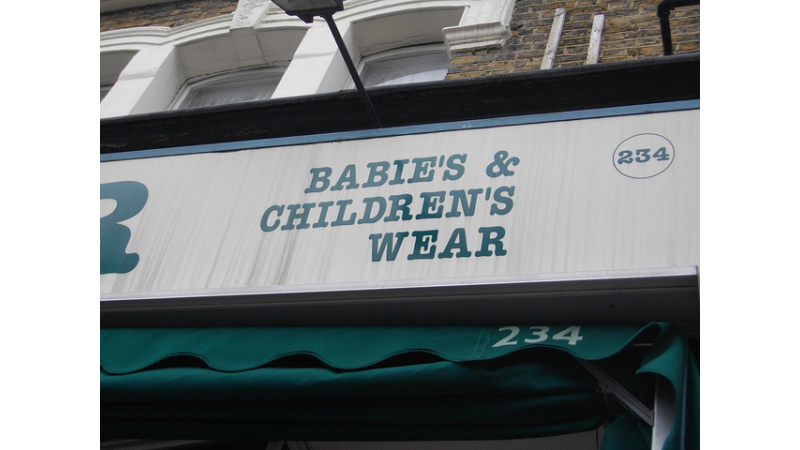 BABIE'S &
CHILDREN'S
WEAR
234
R
234